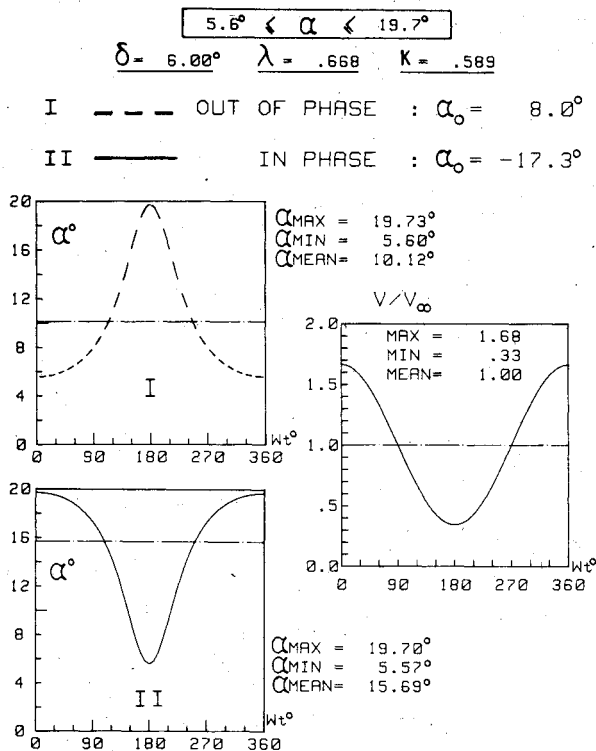 5.6° ≤ α ≤ 19.7°
δ= 6.00° λ = .668 K = .589
I --- OUT OF PHASE : α₀= 8.0°
II — IN PHASE : α₀= -17.3°
20
16
12
8
4
0
α°
I
0 90 180 270 360
Wt°
αMAX = 19.73°
αMIN = 5.60°
αMEAN= 10.12°
V/V∞
2.0
1.5
1.0
.5
0.0
MAX = 1.68
MIN = .33
MEAN= 1.00
0 90 180 270 360
Wt°
20
16
12
8
4
0
α°
II
0 90 180 270 360
Wt°
αMAX = 19.70°
αMIN = 5.57°
αMEAN= 15.69°